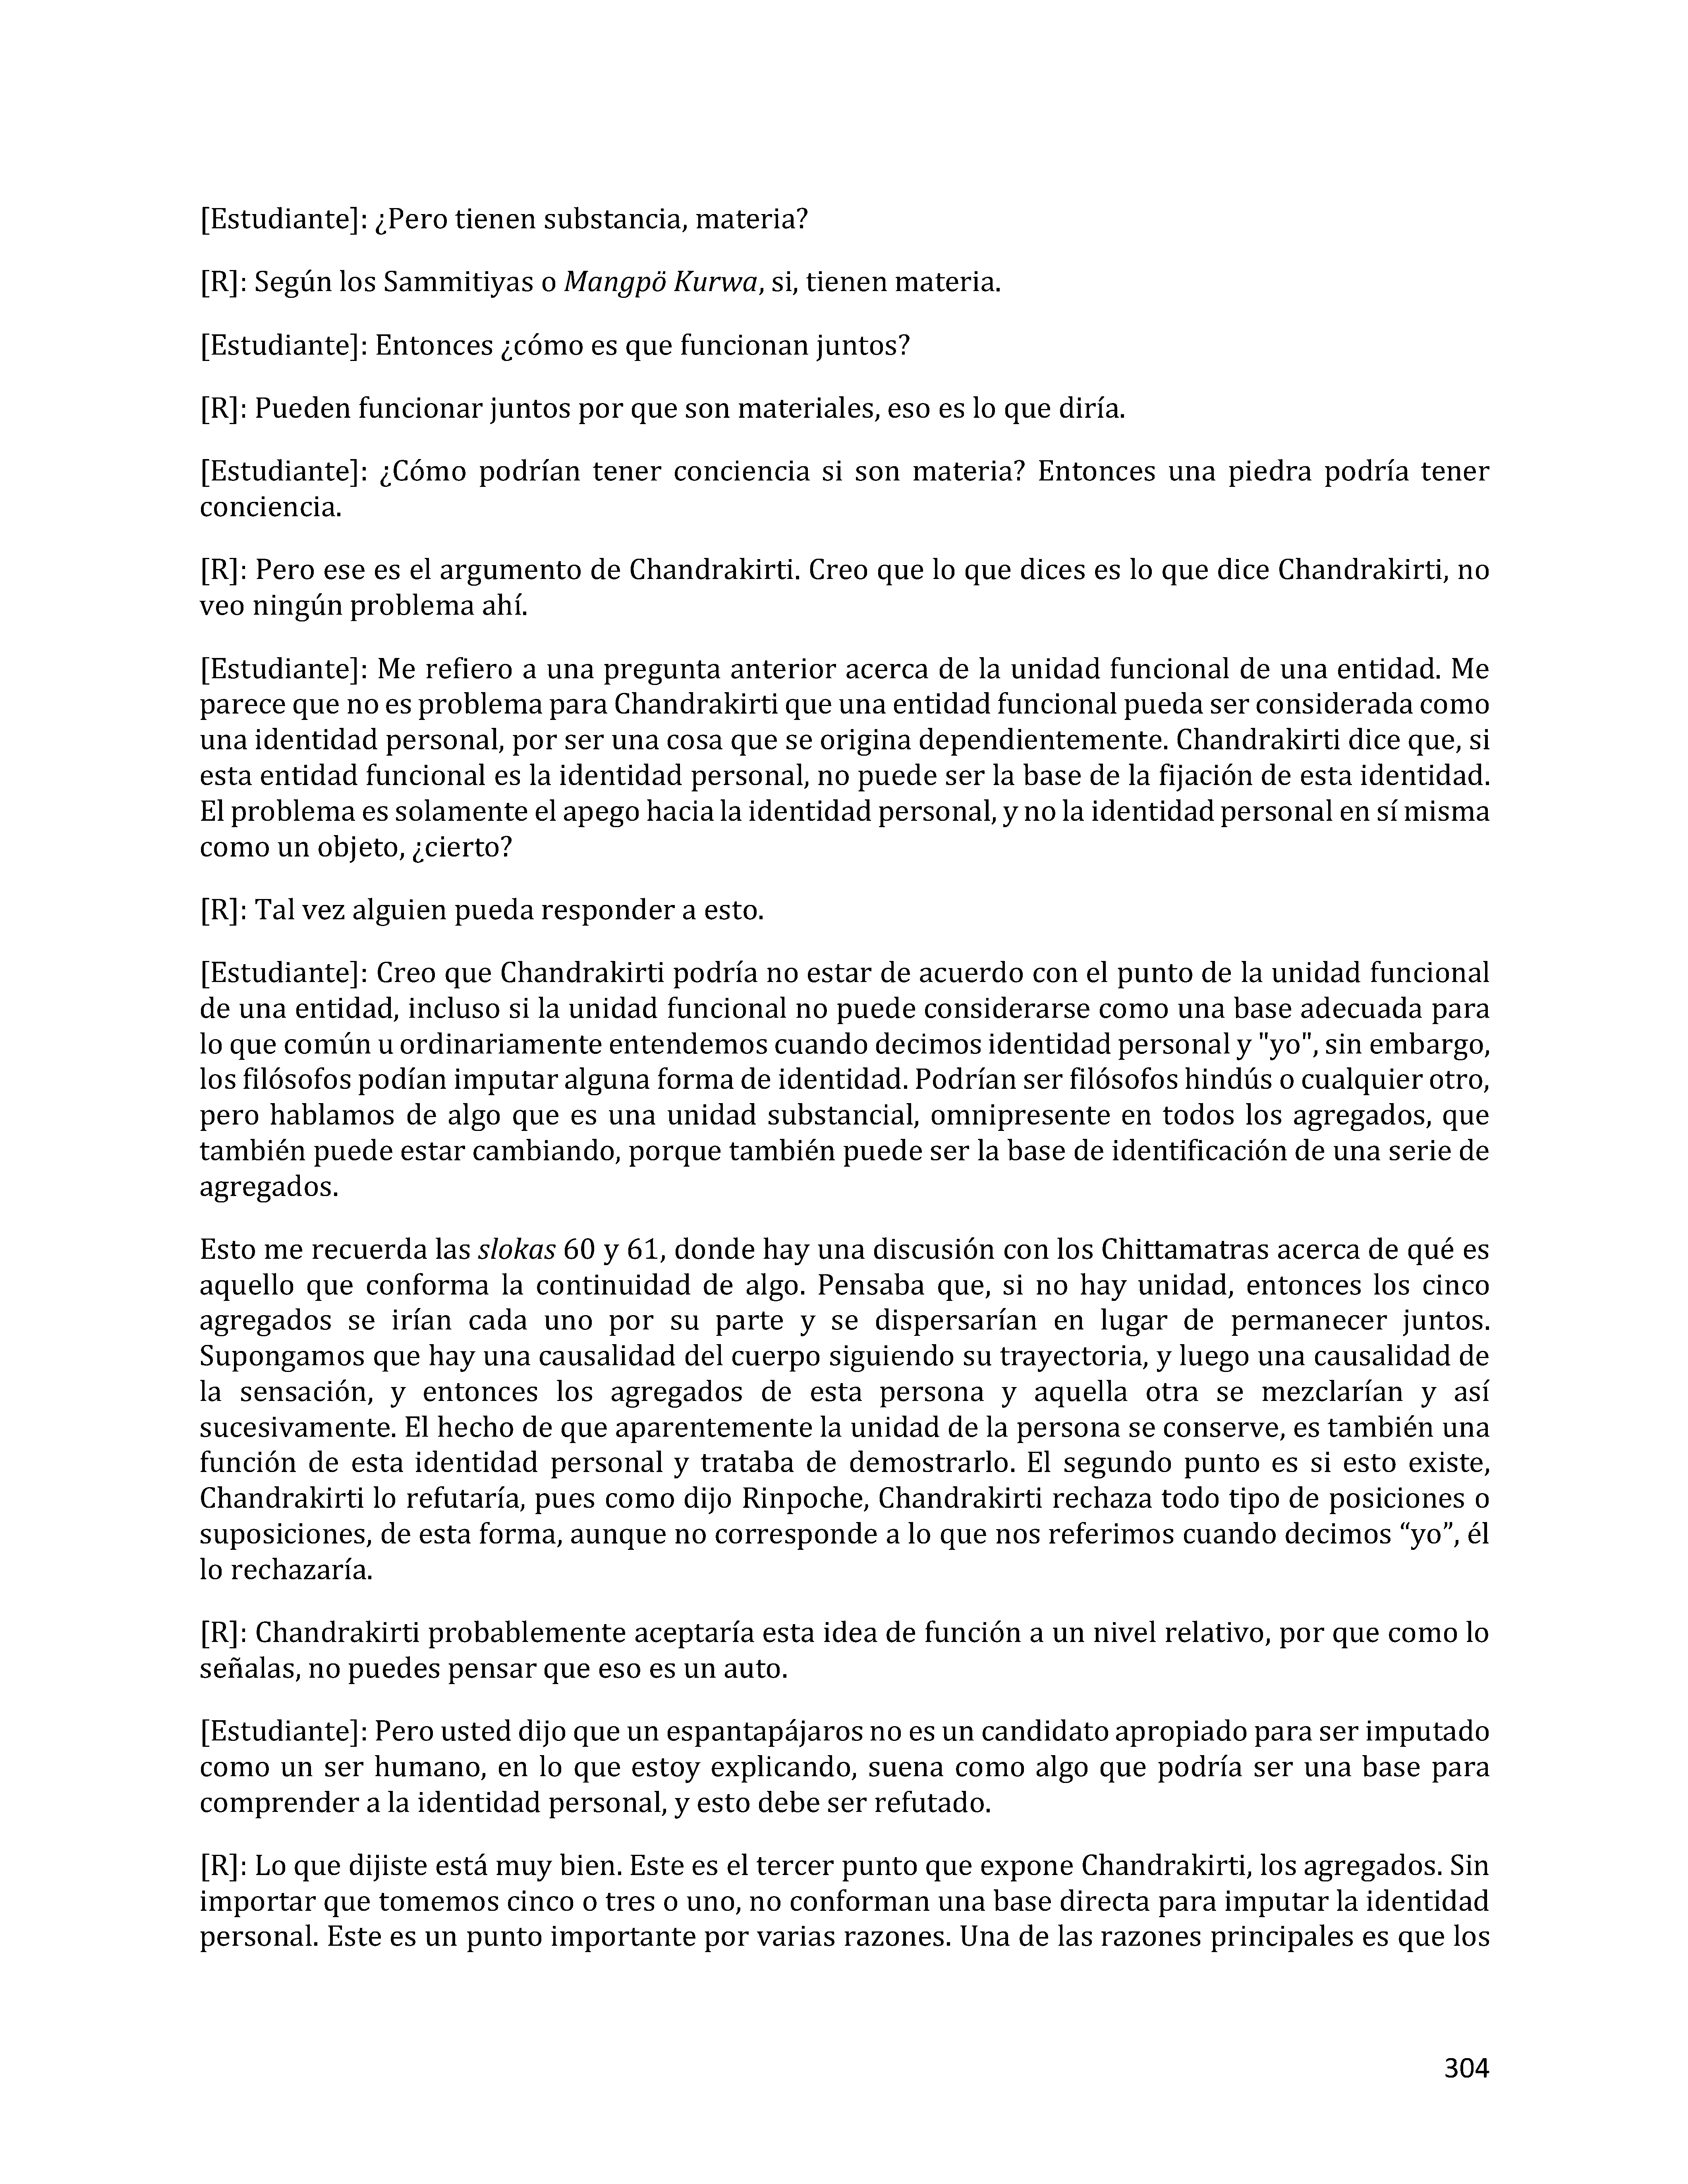 [Estudiante]: ¿Pero tienen substancia, materia?
[R]: Según los Sammitiyas o Mangpö Kurwa, si, tienen materia.
[Estudiante]: Entonces ¿cómo es que funcionan juntos?
[R]: Pueden funcionar juntos por que son materiales, eso es lo que diría.
[Estudiante]: ¿Cómo podrían tener conciencia si son materia? Entonces una piedra podría tener
conciencia.
[R]: Pero ese es el argumento de Chandrakirti. Creo que lo que dices es lo que dice Chandrakirti, no
veo ningún problema ahí.
[Estudiante]: Me refiero a una pregunta anterior acerca de la unidad funcional de una entidad. Me
parece que no es problema para Chandrakirti que una entidad funcional pueda ser considerada como
una identidad personal, por ser una cosa que se origina dependientemente. Chandrakirti dice que, si
esta entidad funcional es la identidad personal, no puede ser la base de la fijación de esta identidad.
El problema es solamente el apego hacia la identidad personal, y no la identidad personal en sí misma
como un objeto, ¿cierto?
[R]: Tal vez alguien pueda responder a esto.
[Estudiante]: Creo que Chandrakirti podría no estar de acuerdo con el punto de la unidad funcional
de una entidad, incluso si la unidad funcional no puede considerarse como una base adecuada para
lo que común u ordinariamente entendemos cuando decimos identidad personal y "yo", sin embargo,
los filósofos podían imputar alguna forma de identidad. Podrían ser filósofos hindús o cualquier otro,
pero hablamos de algo que es una unidad substancial, omnipresente en todos los agregados, que
también puede estar cambiando, porque también puede ser la base de identificación de una serie de
agregados.
Esto me recuerda las slokas 60 y 61, donde hay una discusión con los Chittamatras acerca de qué es
aquello que conforma la continuidad de algo. Pensaba que, si no hay unidad, entonces los cinco
agregados se irían cada uno por su parte y se dispersarían en lugar de permanecer juntos.
Supongamos que hay una causalidad del cuerpo siguiendo su trayectoria, y luego una causalidad de
la sensación, y entonces los agregados de esta persona y aquella otra se mezclarían y así
sucesivamente. El hecho de que aparentemente la unidad de la persona se conserve, es también una
función de esta identidad personal y trataba de demostrarlo. El segundo punto es si esto existe,
Chandrakirti lo refutaría, pues como dijo Rinpoche, Chandrakirti rechaza todo tipo de posiciones o
suposiciones, de esta forma, aunque no corresponde a lo que nos referimos cuando decimos “yo”, él
lo rechazaría.
[R]: Chandrakirti probablemente aceptaría esta idea de función a un nivel relativo, por que como lo
señalas, no puedes pensar que eso es un auto.
[Estudiante]: Pero usted dijo que un espantapájaros no es un candidato apropiado para ser imputado
como un ser humano, en lo que estoy explicando, suena como algo que podría ser una base para
comprender a la identidad personal, y esto debe ser refutado.
[R]: Lo que dijiste está muy bien. Este es el tercer punto que expone Chandrakirti, los agregados. Sin
importar que tomemos cinco o tres o uno, no conforman una base directa para imputar la identidad
personal. Este es un punto importante por varias razones. Una de las razones principales es que los
304